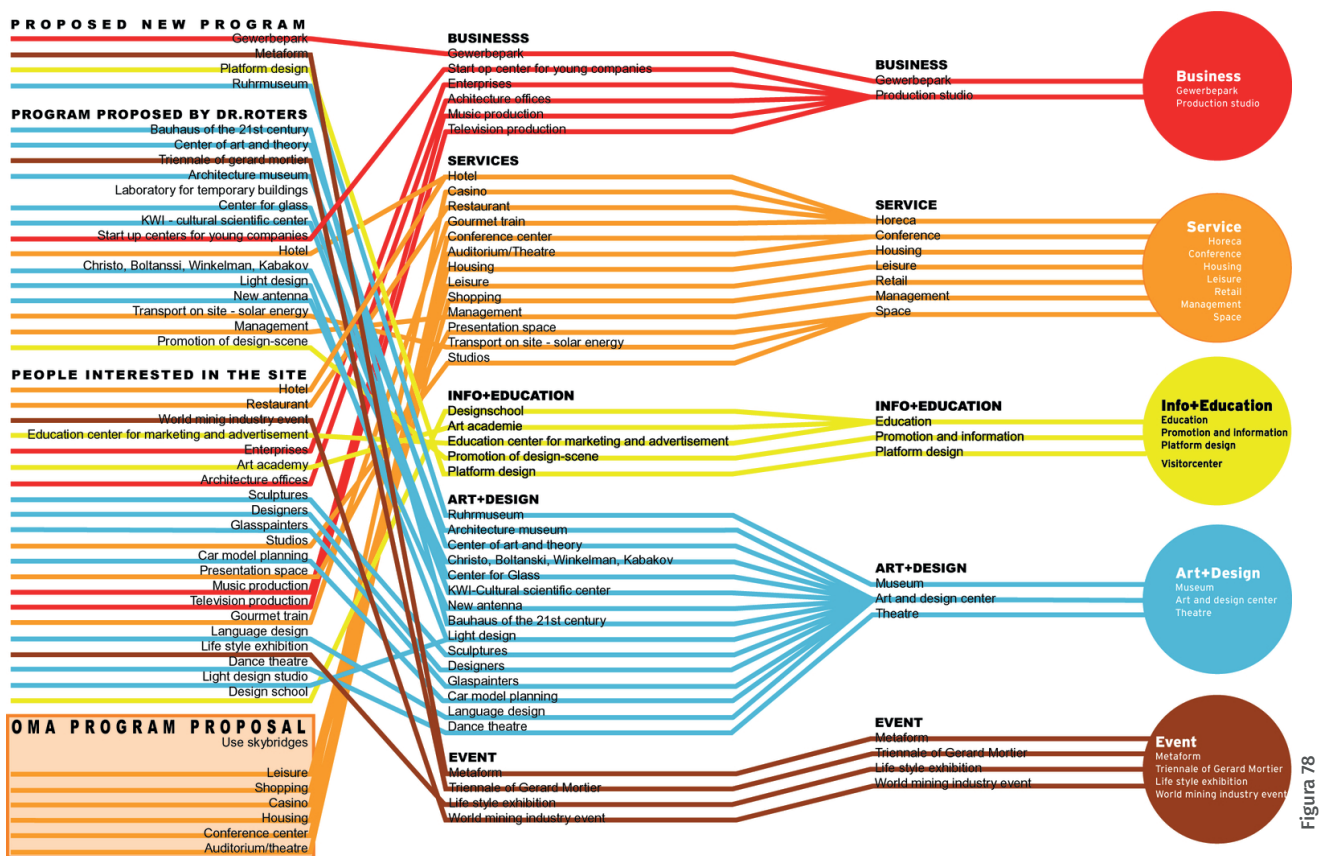 PROPOSED NEW PROGRAM
Gewerbepark
Metaform
Platform design
Ruhrmuseum
PROGRAM PROPOSED BY DR.ROTERS
Bauhaus of the 21st century
Center of art and theory
Triennale of gerard mortier
Architecture museum
Laboratory for temporary buildings
Center for glass
KWI - cultural scientific center
Start up centers for young companies
Hotel
Christo, Boltanssi, Winkelman, Kabakov
Light design
New antenna
Transport on site - solar energy
Management
Promotion of design-scene
PEOPLE INTERESTED IN THE SITE
Hotel
Restaurant
World minig industry event
Education center for marketing and advertisement
Enterprises
Art academy
Architecture offices
Sculptures
Designers
Glasspainters
Studios
Car model planning
Presentation space
Music production
Television production
Gourmet train
Language design
Life style exhibition
Dance theatre
Light design studio
Design school
OMA PROGRAM PROPOSAL
Use skybridges
Leisure
Shopping
Casino
Housing
Conference center
Auditorium/theatre
BUSINESSS
Gewerbepark
Start op center for young companies
Enterprises
Achitecture offices
Music production
Television production
SERVICES
Hotel
Casino
Restaurant
Gourmet train
Conference center
Auditorium/Theatre
Housing
Leisure
Shopping
Management
Presentation space
Transport on site - solar energy
Studios
INFO+EDUCATION
Designschool
Art academie
Education center for marketing and advertisement
Promotion of design-scene
Platform design
ART+DESIGN
Ruhrmuseum
Architecture museum
Center of art and theory
Christo, Boltanski, Winkelman, Kabakov
Center for Glass
KWI-Cultural scientific center
New antenna
Bauhaus of the 21st century
Light design
Sculptures
Designers
Glaspainters
Car model planning
Language design
Dance theatre
EVENT
Metaform
Triennale of Gerard Mortier
Life style exhibition
World mining industry event
BUSINESS
Gewerbepark
Production studio
SERVICE
Horeca
Conference
Housing
Leisure
Retail
Management
Space
INFO+EDUCATION
Education
Promotion and information
Platform design
ART+DESIGN
Museum
Art and design center
Theatre
EVENT
Metaform
Triennale of Gerard Mortier
Life style exhibition
World mining industry event
Business
Gewerbepark
Production studio
Service
Horeca
Conference
Housing
Leisure
Retail
Management
Space
Info+Education
Education
Promotion and Information
Platform design
Visitorcenter
Art+Design
Museum
Art and design center
Theatre
Event
Metaform
Triennale of Gerard Mortier
Life style exhibition
World mining industry event
Figura 78